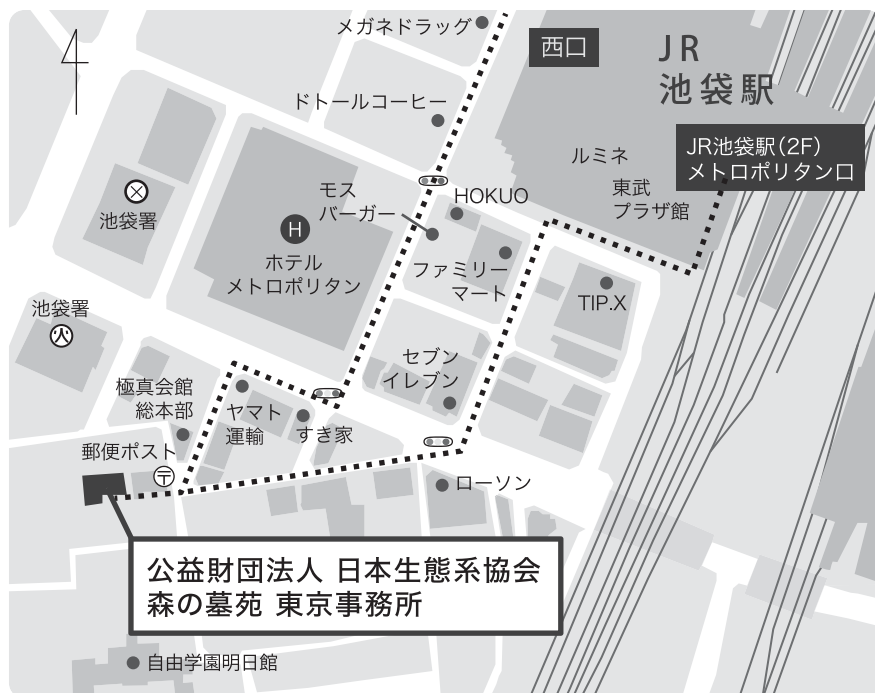 メガネドラッグ
西口
JR
池袋駅
ドトールコーヒー
JR池袋駅(2F)
メトロポリタン口
ルミネ
東武
プラザ館
モス
バーガー
HOKUO
池袋署
H
ホテル
メトロポリタン
ファミリー
マート
TIP.X
池袋署
火
セブン
イレブン
極真会館
総本部
ヤマト
運輸
すき家
郵便ポスト
〒
ローソン
公益財団法人 日本生態系協会
森の墓苑 東京事務所
自由学園明日館